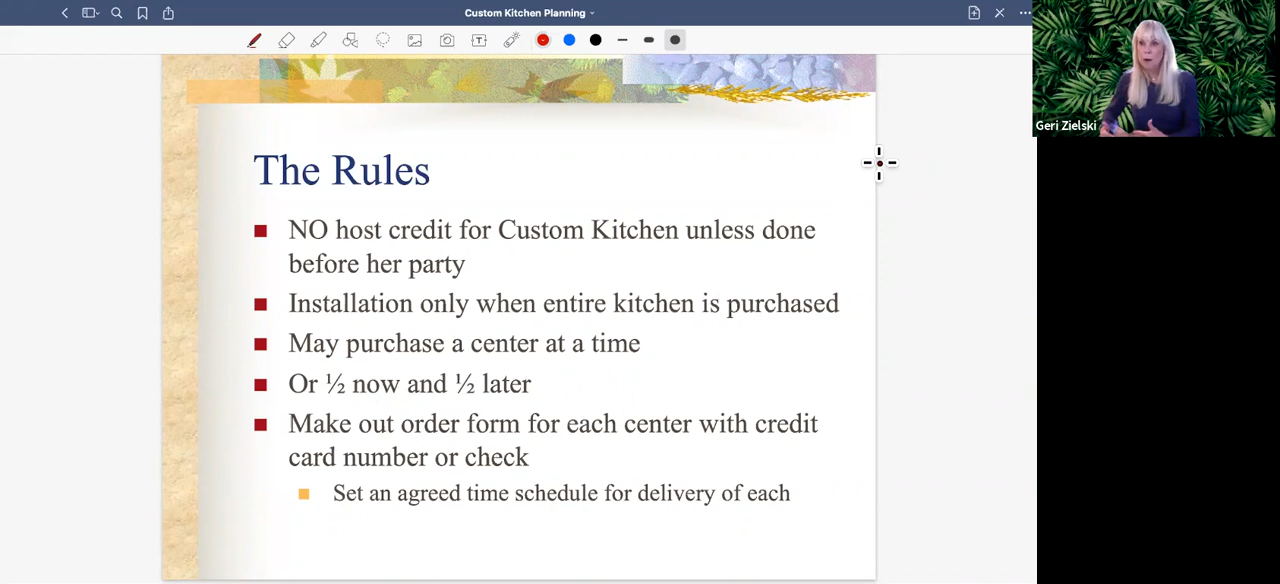 Custom Kitchen Planning
Geri Zielski
The Rules
NO host credit for Custom Kitchen unless done
before her party
Installation only when entire kitchen is purchased
May purchase a center at a time
Or ½ now and ½ later
Make out order form for each center with credit
card number or check
Set an agreed time schedule for delivery of each